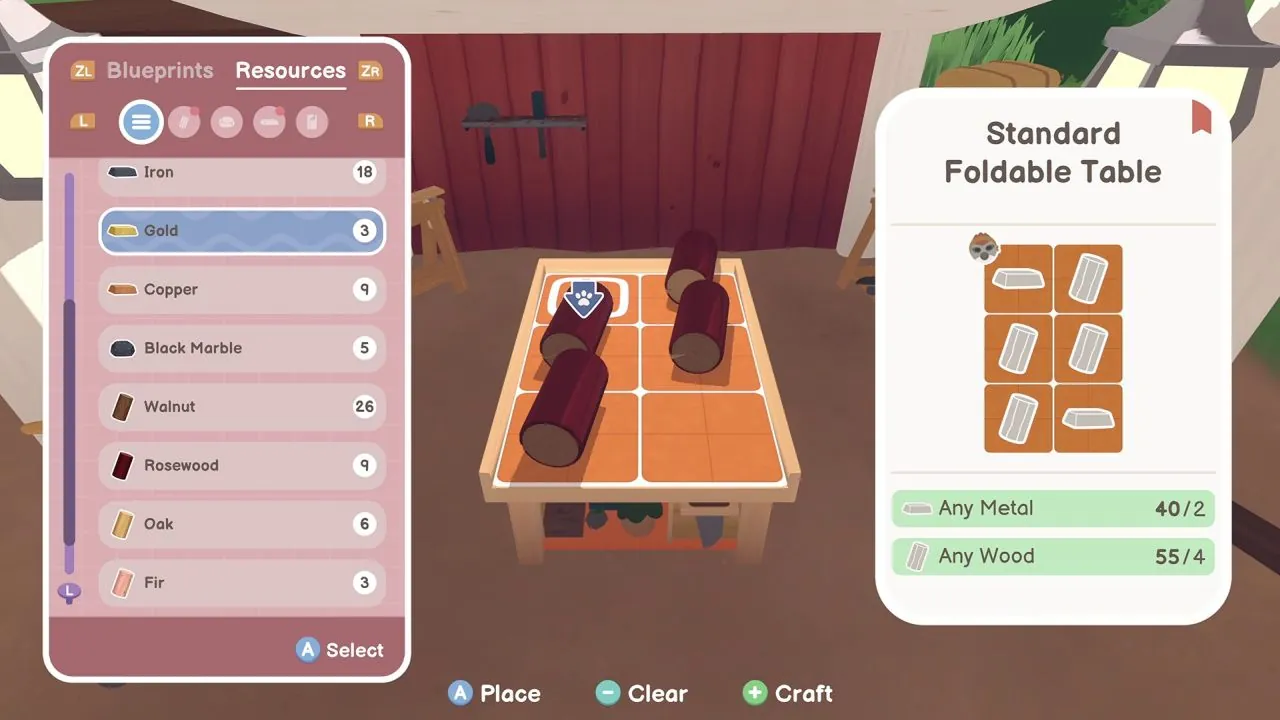 ZL Blueprints Resources ZR
L R
Iron 18
Gold 3
Copper 9
Black Marble 5
Walnut 26
Rosewood 9
Oak 6
Fir 3
L
A Select
Standard
Foldable Table
Any Metal 40/2
Any Wood 55/4
A Place - Clear + Craft